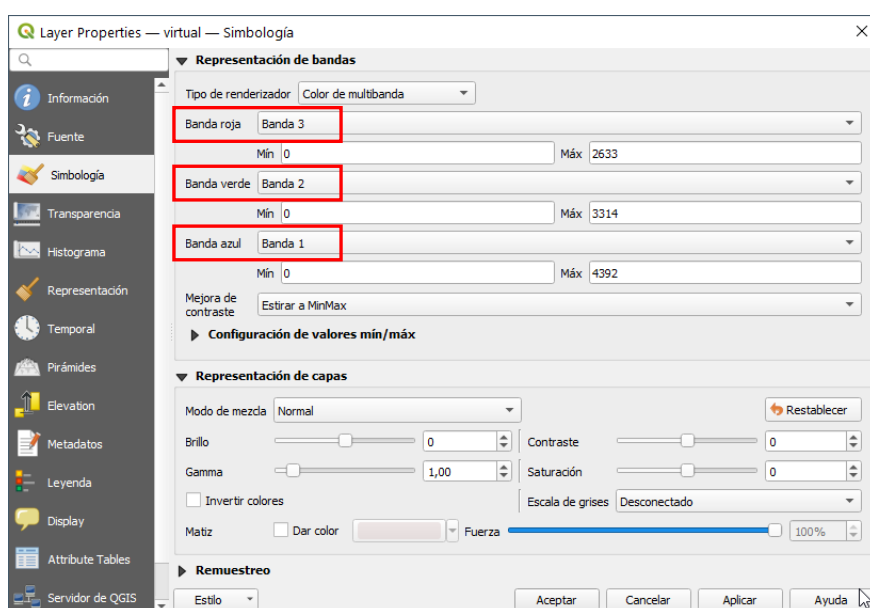 Layer Properties — virtual — Simbología
Información
Fuente
Simbología
Transparencia
Histograma
Representación
Temporal
Pirámides
Elevation
Metadatos
Leyenda
Display
Attribute Tables
Servidor de QGIS
Representación de bandas
Tipo de renderizador Color de multibanda
Banda roja Banda 3
Mín 0 Máx 2633
Banda verde Banda 2
Mín 0 Máx 3314
Banda azul Banda 1
Mín 0 Máx 4392
Mejora de
contraste
Estirar a MinMax
Configuración de valores mín/máx
Representación de capas
Modo de mezcla Normal Restablecer
Brillo 0 Contraste 0
Gamma 1,00 Saturación 0
Invertir colores Escala de grises Desconectado
Matiz Dar color Fuerza 100%
Remuestreo
Estilo Aceptar Cancelar Aplicar Ayuda